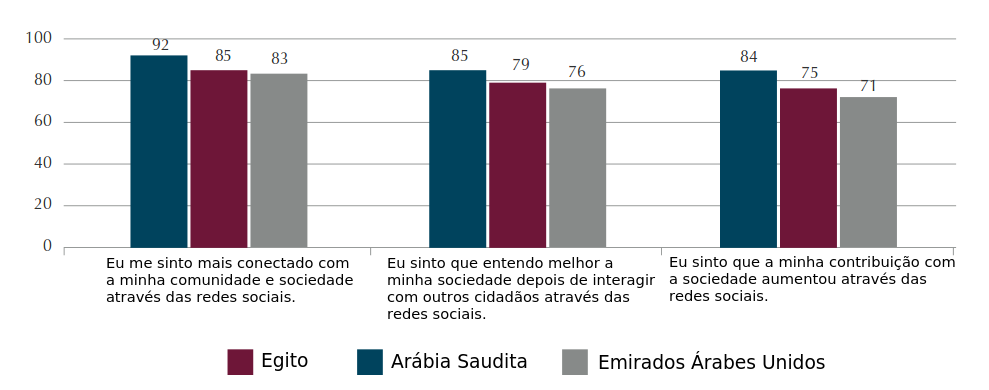 100
80
60
40
20
0
92
85
83
85
79
76
84
75
71
Eu me sinto mais conectado com
a minha comunidade e sociedade
através das redes sociais.
Eu sinto que entendo melhor a
minha sociedade depois de interagir
com outros cidadãos através das
redes sociais.
Eu sinto que a minha contribuição com
a sociedade aumentou através das
redes sociais.
Egito
Arábia Saudita
Emirados Árabes Unidos